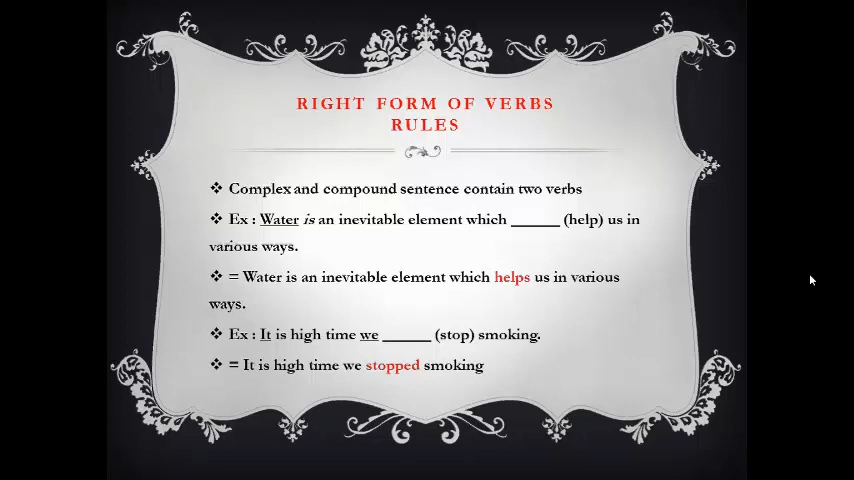 RIGHT FORM OF VERBS
RULES
❖ Complex and compound sentence contain two verbs
❖ Ex : Water is an inevitable element which ______ (help) us in
various ways.
❖ = Water is an inevitable element which helps us in various
ways.
❖ Ex : It is high time we ______ (stop) smoking.
❖ = It is high time we stopped smoking